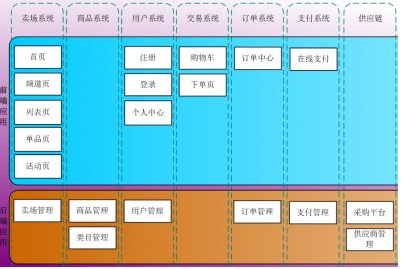 卖场系统 商品系统 用户系统 交易系统 订单系统 支付系统 供应链
前端应用
首页 注册 购物车 订单中心 在线支付
频道页 登录 下单页
列表页 个人中心
单品页
活动页
后端应用
卖场管理 商品管理 用户管理 订单管理 支付管理 采购平台
类目管理 供应商管
理